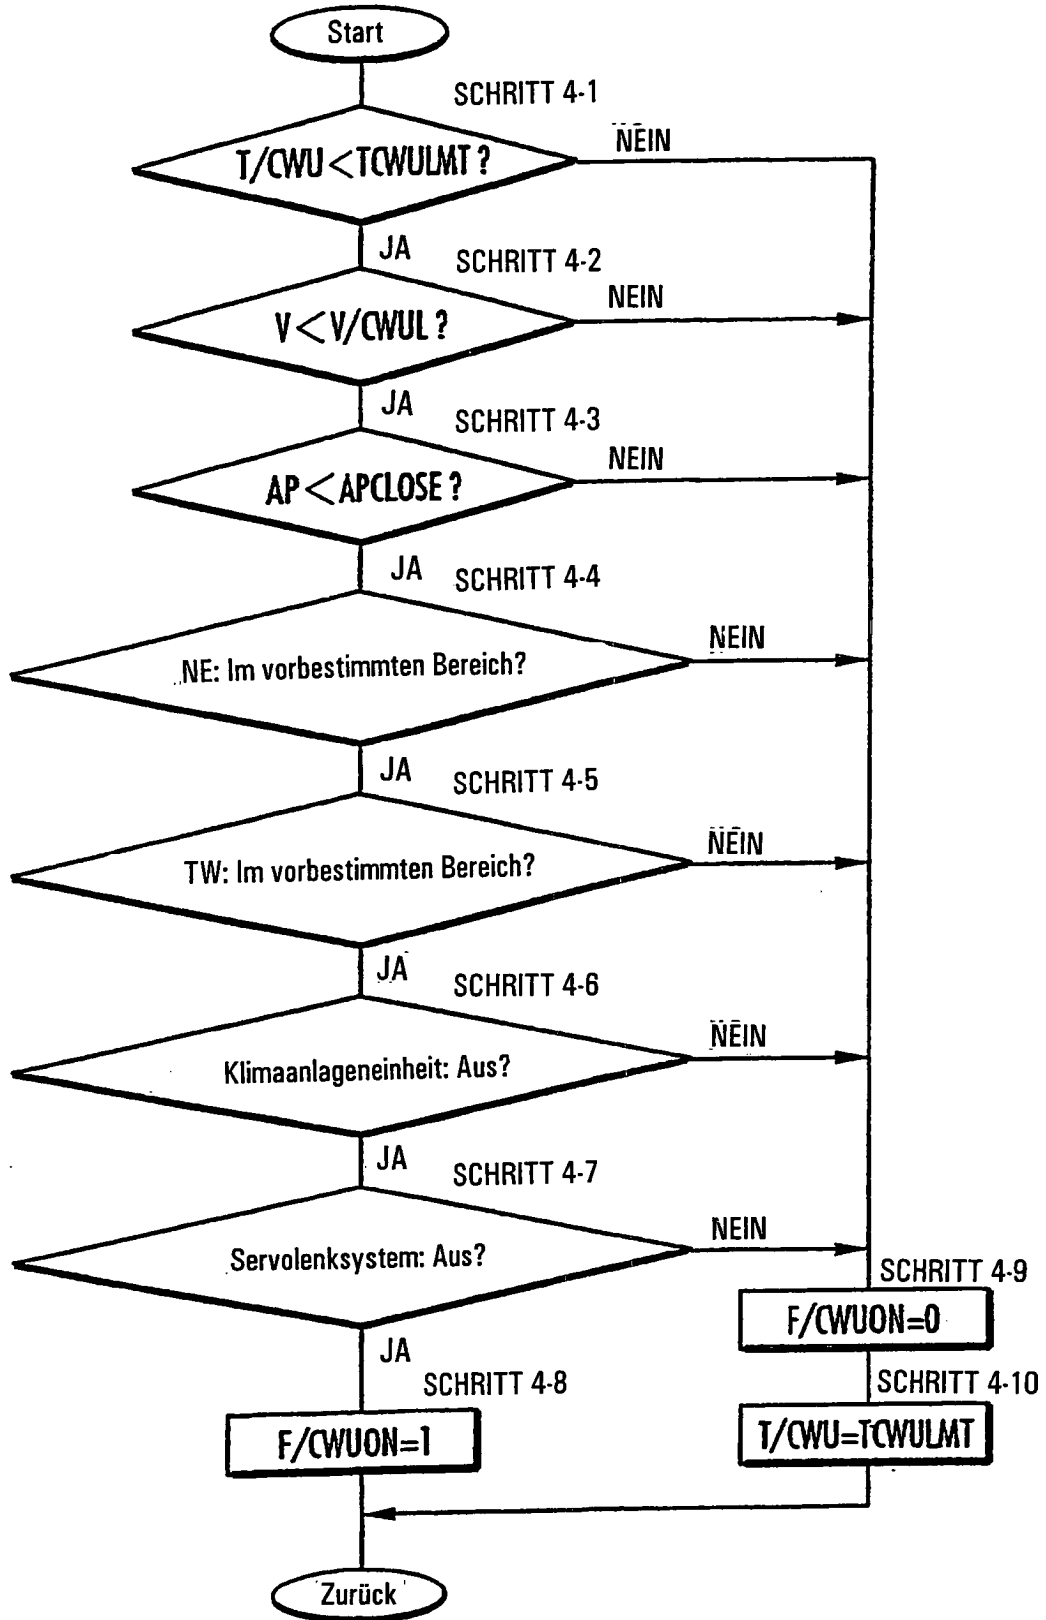 Start
SCHRITT 4-1
T/CWU<TCWULMT?
NEIN
JA
SCHRITT 4-2
V<V/CWUL?
NEIN
JA
SCHRITT 4-3
AP<APCLOSE?
NEIN
JA
SCHRITT 4-4
NE: Im vorbestimmten Bereich?
NEIN
JA
SCHRITT 4-5
TW: Im vorbestimmten Bereich?
NEIN
JA
SCHRITT 4-6
Klimaanlageneinheit: Aus?
NEIN
JA
SCHRITT 4-7
Servolenksystem: Aus?
NEIN
JA
SCHRITT 4-8
F/CWUON=1
SCHRITT 4-9
F/CWUON=0
SCHRITT 4-10
T/CWU=TCWULMT
Zurück